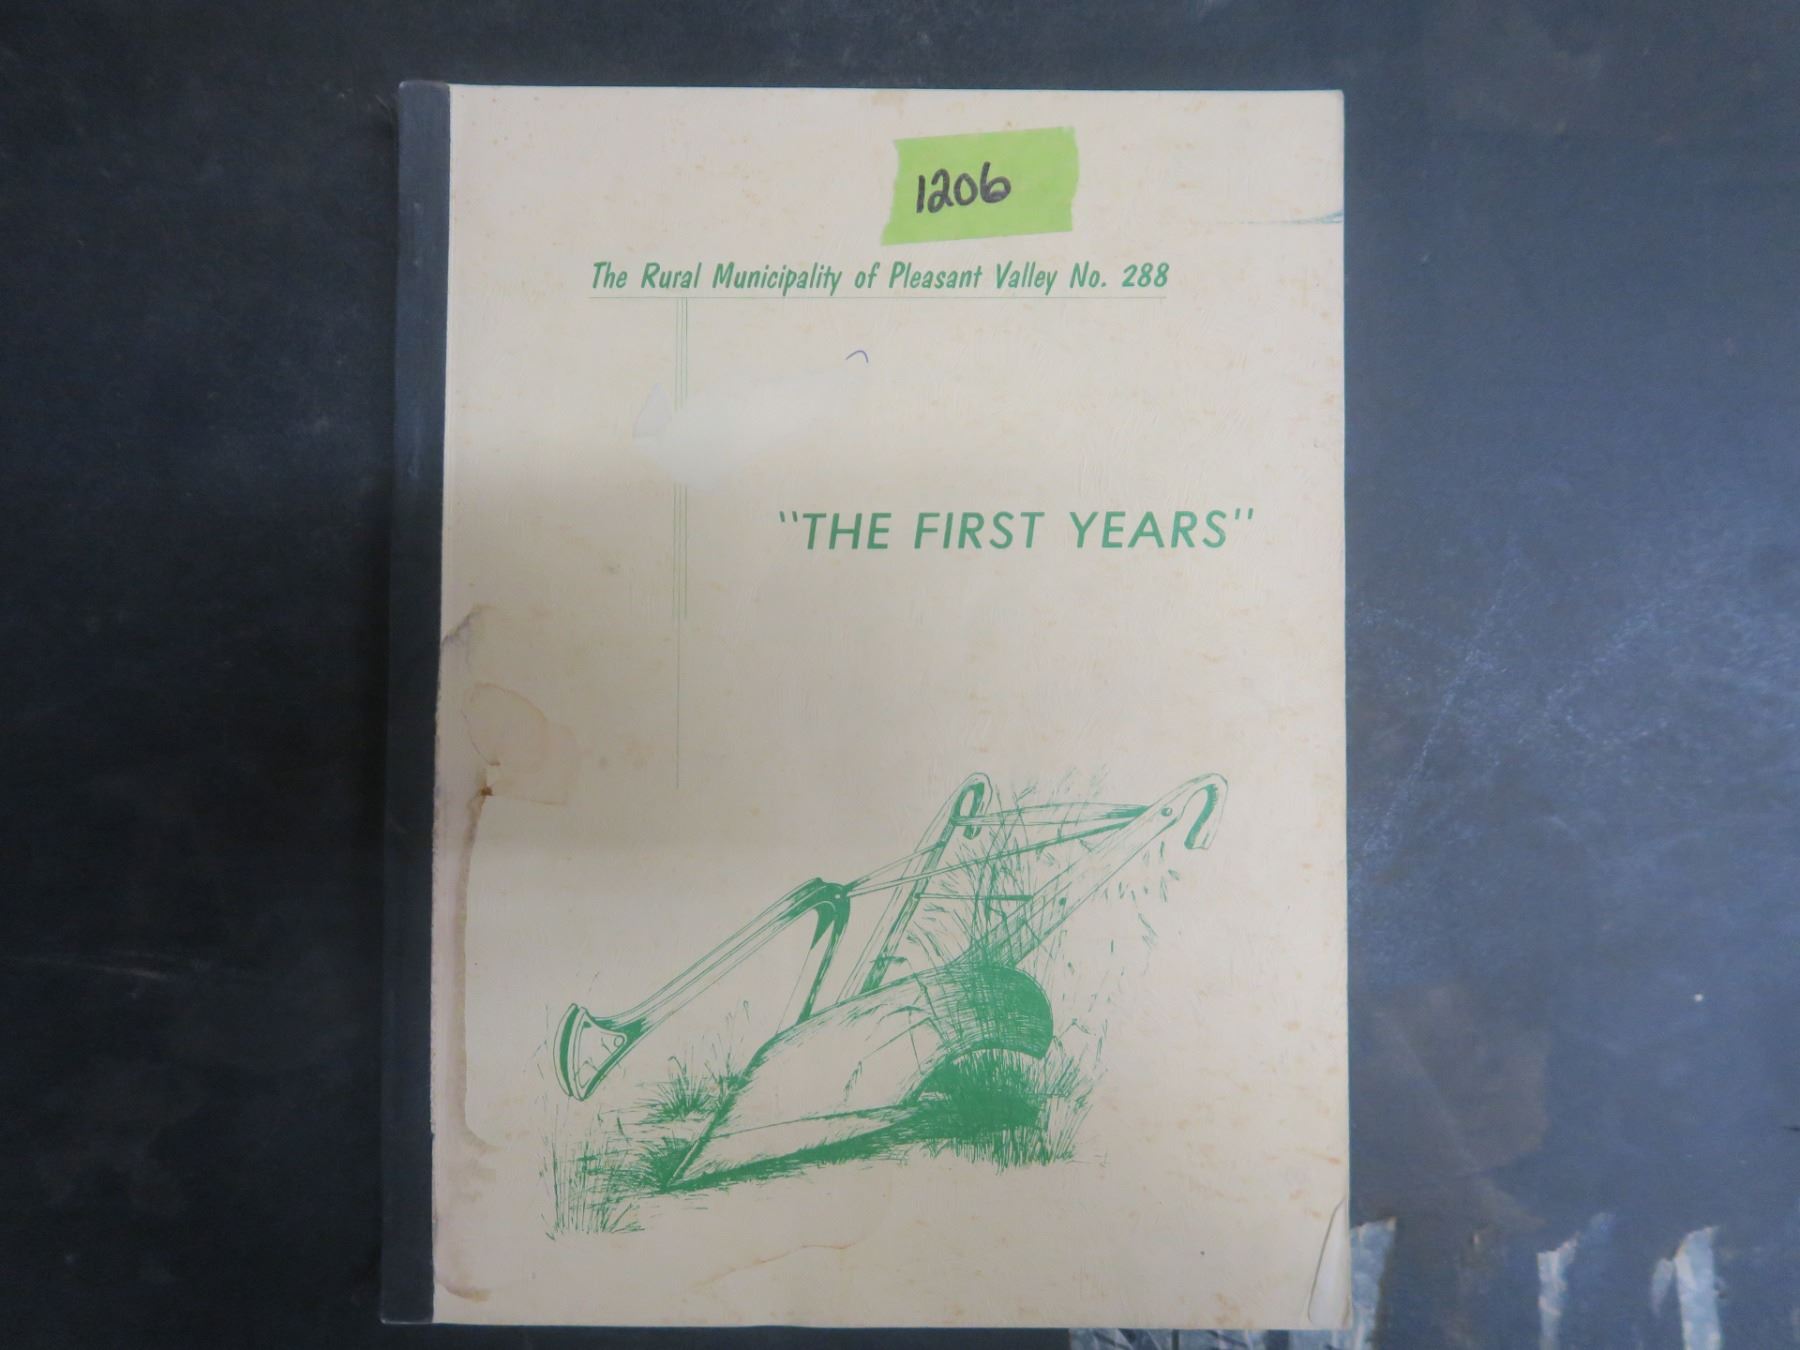 1206
The Rural Municipality of Pleasant Valley No. 288
"THE FIRST YEARS"